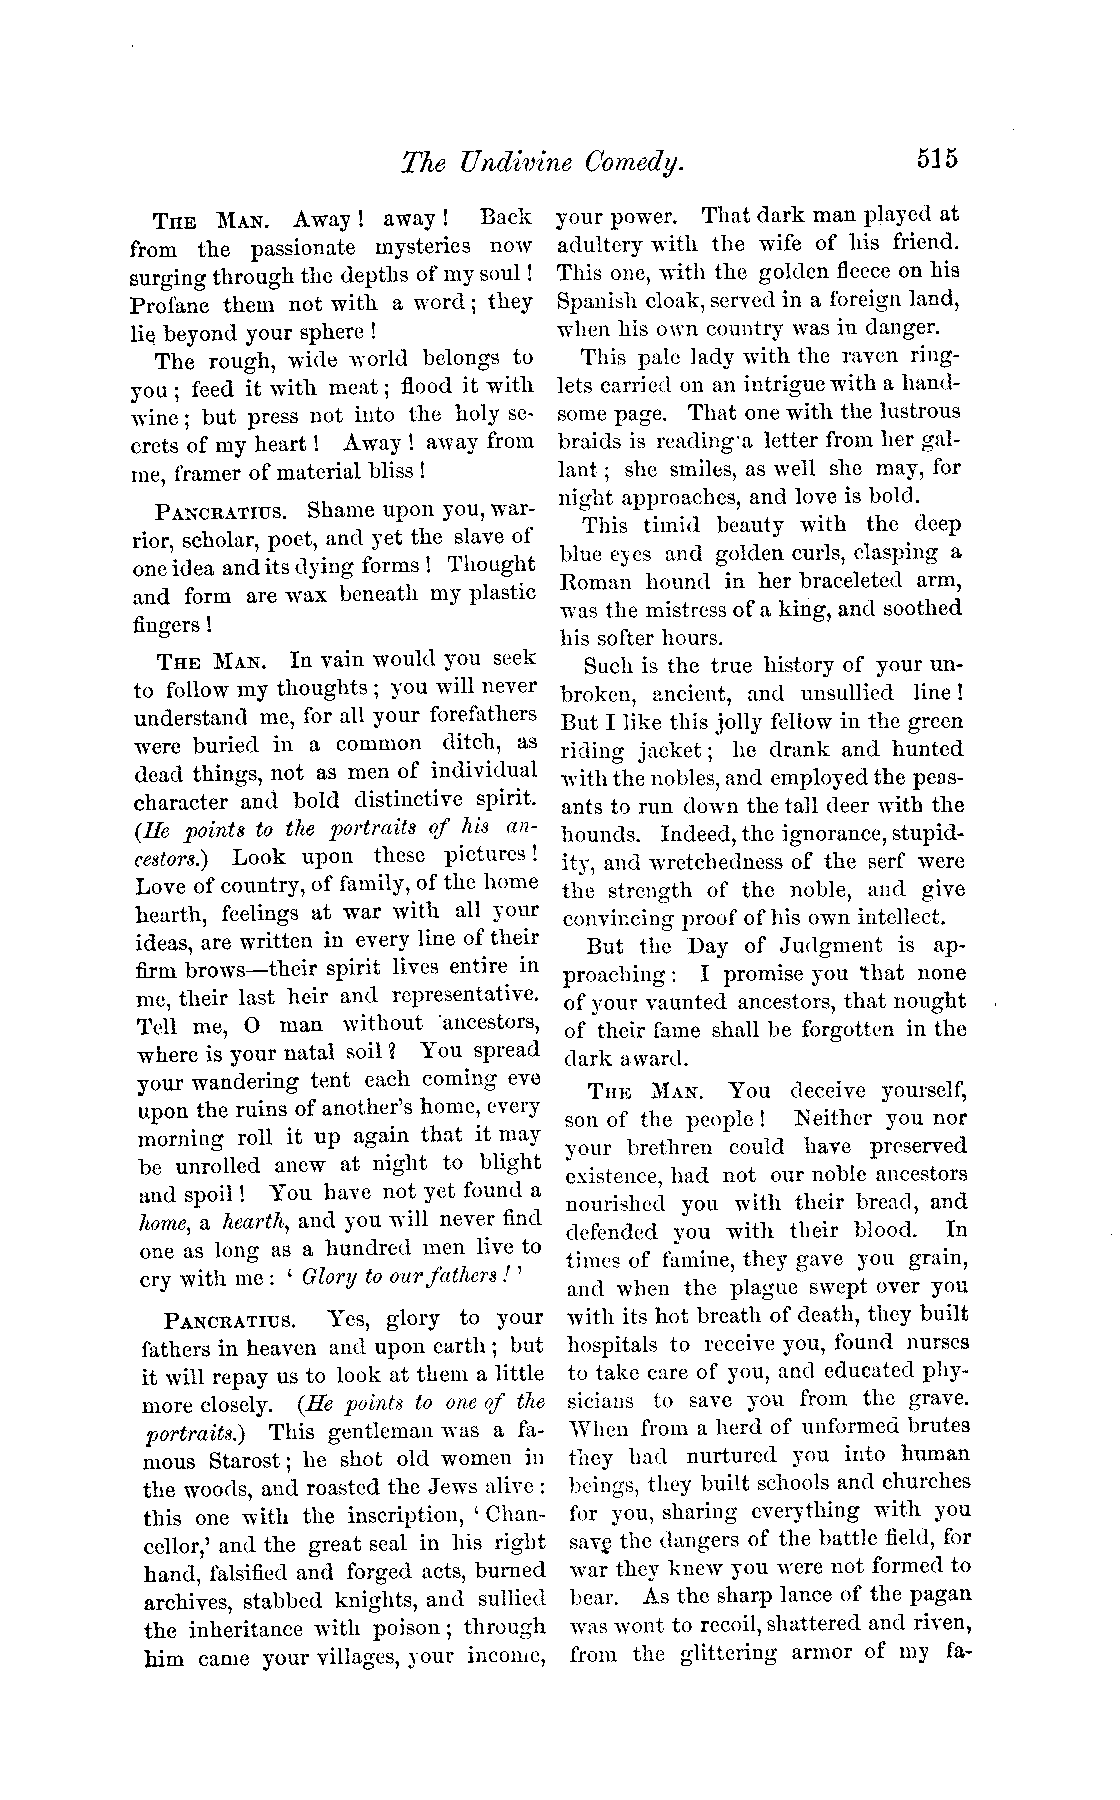 The Undivine Comedy. 515
THE MAN. Away! away! Back
from the passionate mysteries now
surging through the depths of my soul!
Profane them not with a word; they
lie beyond your sphere!
The rough, wide world belongs to
you; feed it with meat; flood it with
wine; but press not into the holy se-
crets of my heart! Away! away from
me, framer of material bliss!
PANCRATIUS. Shame upon you, war-
rior, scholar, poet, and yet the slave of
one idea and its dying forms! Thought
and form are wax beneath my plastic
fingers!
THE MAN. In vain would you seek
to follow my thoughts; you will never
understand me, for all your forefathers
were buried in a common ditch, as
dead things, not as men of individual
character and bold distinctive spirit.
(He points to the portraits of his an-
cestors.) Look upon these pictures!
Love of country, of family, of the home
hearth, feelings at war with all your
ideas, are written in every line of their
firm brows—their spirit lives entire in
me, their last heir and representative.
Tell me, O man without ancestors,
where is your natal soil? You spread
your wandering tent each coming eve
upon the ruins of another's home, every
morning roll it up again that it may
be unrolled anew at night to blight
and spoil! You have not yet found a
home, a hearth, and you will never find
one as long as a hundred men live to
cry with me: ' Glory to our fathers!'
PANCRATIUS. Yes, glory to your
fathers in heaven and upon earth; but
it will repay us to look at them a little
more closely. (He points to one of the
portraits.) This gentleman was a fa-
mous Starost; he shot old women in
the woods, and roasted the Jews alive:
this one with the inscription, ' Chan-
cellor,' and the great seal in his right
hand, falsified and forged acts, burned
archives, stabbed knights, and sullied
the inheritance with poison; through
him came your villages, your income,
your power. That dark man played at
adultery with the wife of his friend.
This one, with the golden fleece on his
Spanish cloak, served in a foreign land,
when his own country was in danger.
This pale lady with the raven ring-
lets carried on an intrigue with a hand-
some page. That one with the lustrous
braids is reading a letter from her gal-
lant; she smiles, as well she may, for
night approaches, and love is bold.
This timid beauty with the deep
blue eyes and golden curls, clasping a
Roman hound in her braceleted arm,
was the mistress of a king, and soothed
his softer hours.
Such is the true history of your un-
broken, ancient, and unsullied line!
But I like this jolly fellow in the green
riding jacket; he drank and hunted
with the nobles, and employed the peas-
ants to run down the tall deer with the
hounds. Indeed, the ignorance, stupid-
ity, and wretchedness of the serf were
the strength of the noble, and give
convincing proof of his own intellect.
But the Day of Judgment is ap-
proaching: I promise you that none
of your vaunted ancestors, that nought
of their fame shall be forgotten in the
dark award.
THE MAN. You deceive yourself,
son of the people! Neither you nor
your brethren could have preserved
existence, had not our noble ancestors
nourished you with their bread, and
defended you with their blood. In
times of famine, they gave you grain,
and when the plague swept over you
with its hot breath of death, they built
hospitals to receive you, found nurses
to take care of you, and educated phy-
sicians to save you from the grave.
When from a herd of unformed brutes
they had nurtured you into human
beings, they built schools and churches
for you, sharing everything with you
save the dangers of the battle field, for
war they knew you were not formed to
bear. As the sharp lance of the pagan
was wont to recoil, shattered and riven,
from the glittering armor of my fa-